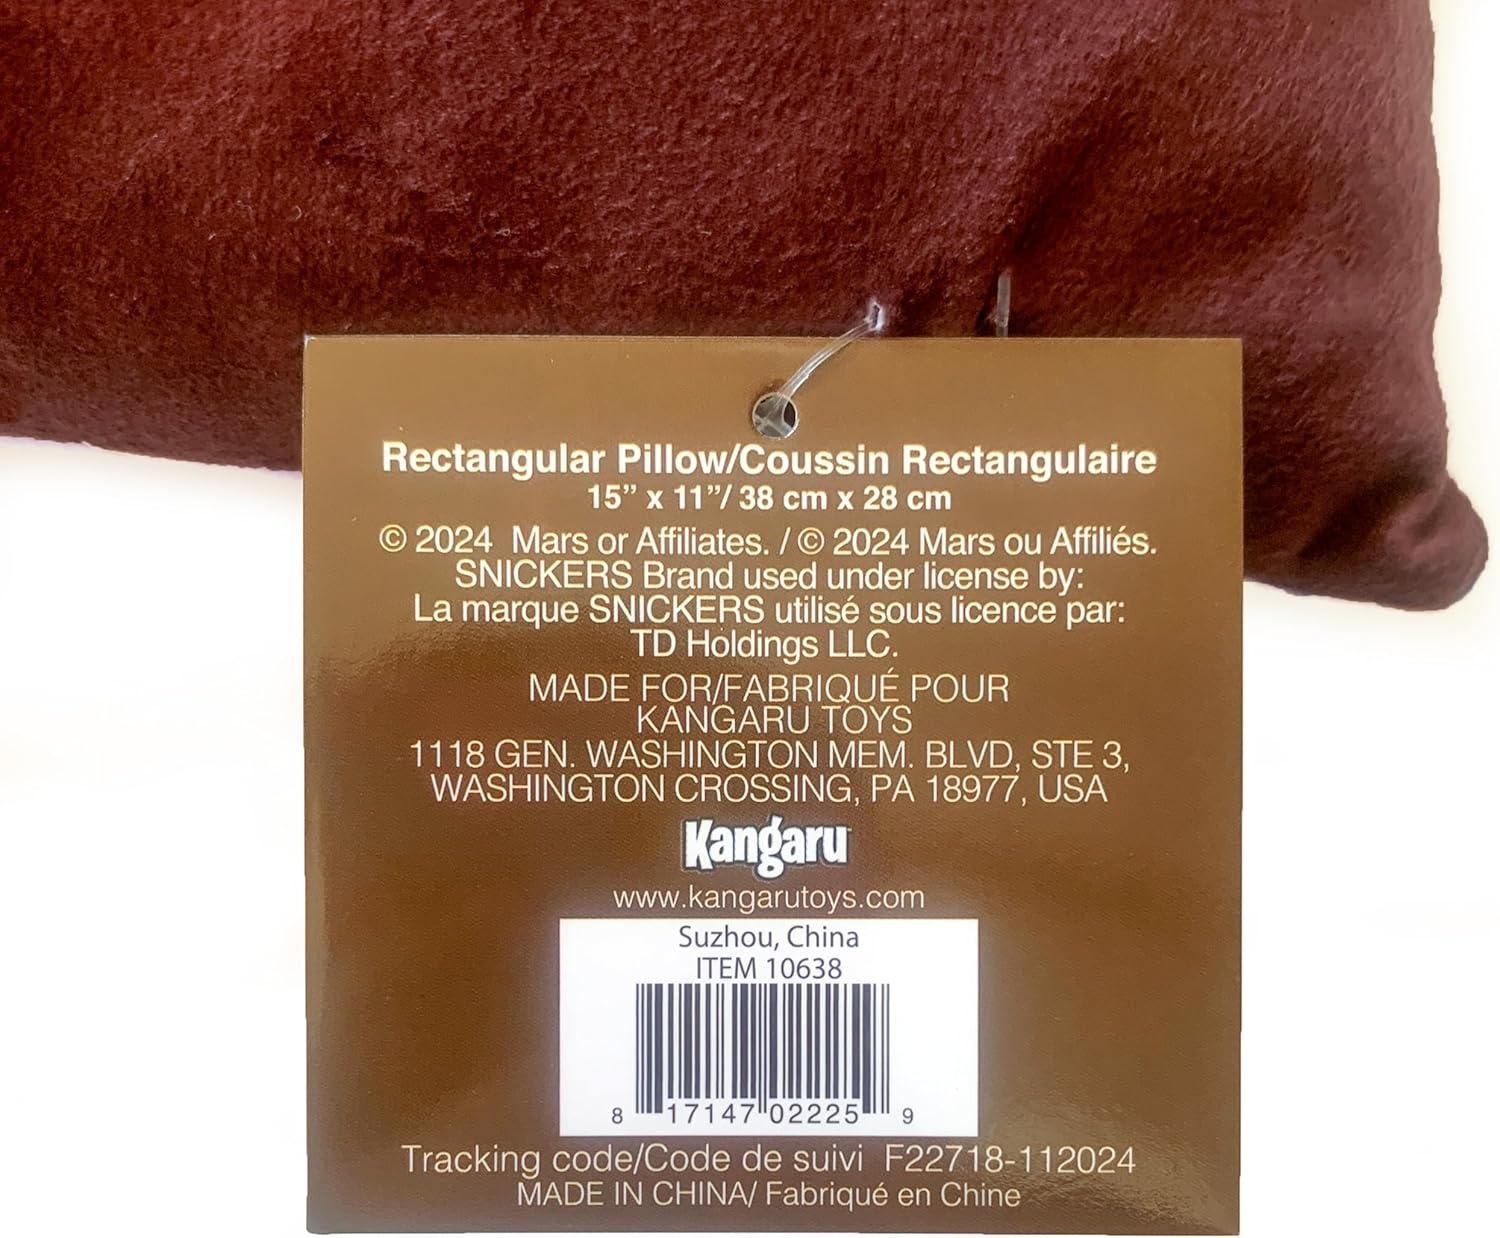 Rectangular Pillow/Coussin Rectangulaire
15” x 11”/ 38 cm x 28 cm
© 2024 Mars or Affiliates. / © 2024 Mars ou Affiliés.
SNICKERS Brand used under license by:
La marque SNICKERS utilisé sous licence par:
TD Holdings LLC.
MADE FOR/FABRIQUÉ POUR
KANGARU TOYS
1118 GEN. WASHINGTON MEM. BLVD, STE 3,
WASHINGTON CROSSING, PA 18977, USA
Kangaru
www.kangarutoys.com
Suzhou, China
ITEM 10638
8 17147 02225 9
Tracking code/Code de suivi F22718-112024
MADE IN CHINA/ Fabriqué en Chine